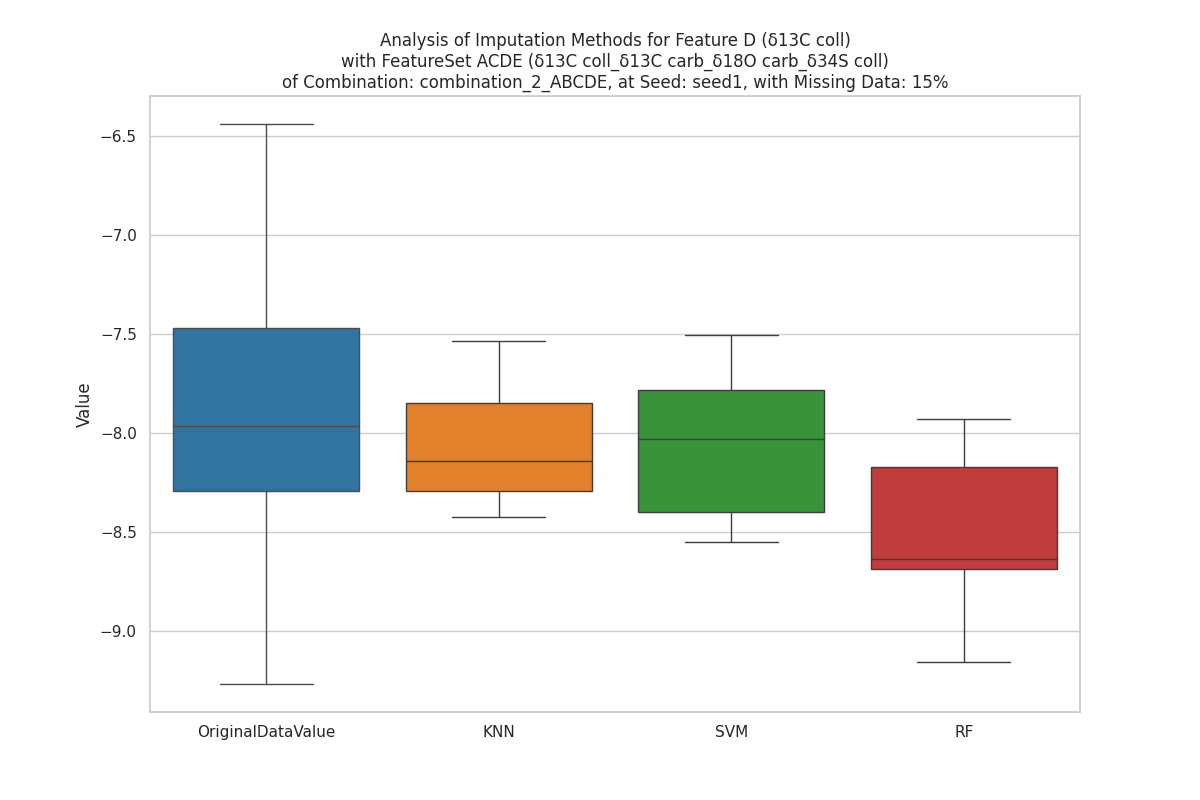 Analysis of Imputation Methods for Feature D (δ13C coll)
with FeatureSet ACDE (δ13C coll_δ13C carb_δ18O carb_δ34S coll)
of Combination: combination_2_ABCDE, at Seed: seed1, with Missing Data: 15%
−6.5
−7.0
−7.5
−8.0
−8.5
−9.0
Value
OriginalDataValue
KNN
SVM
RF